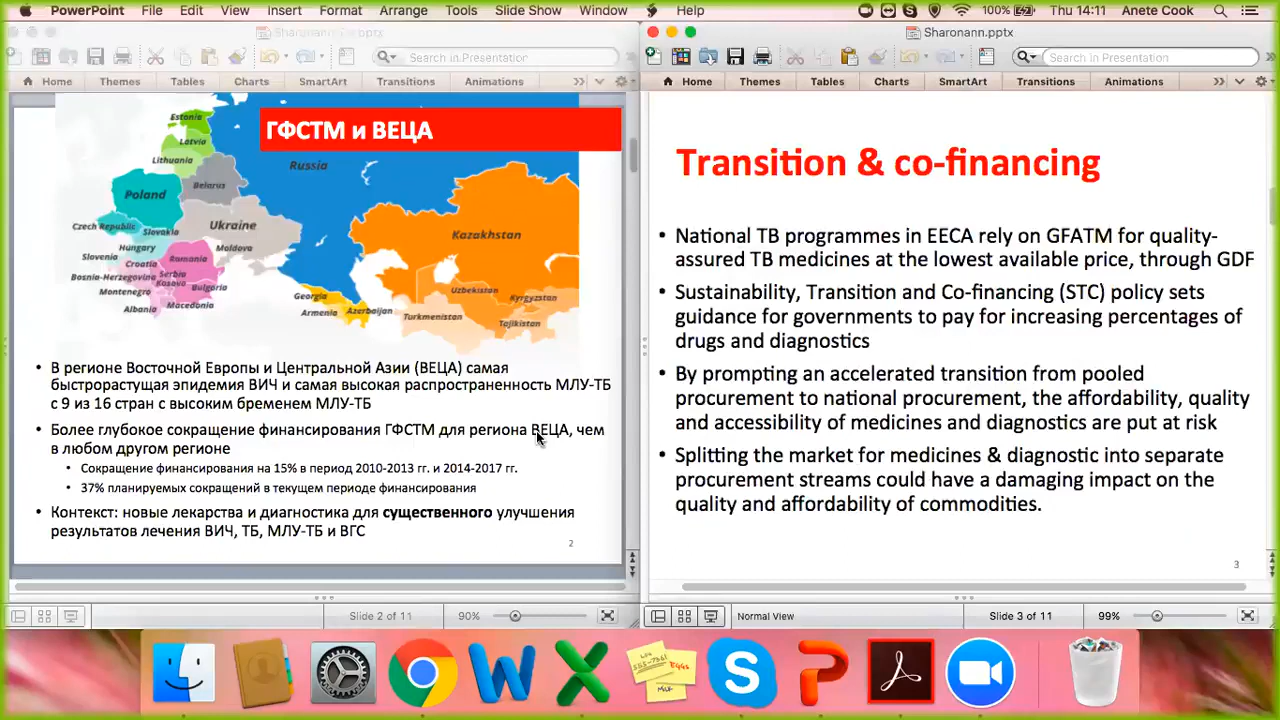 PowerPoint File Edit View Insert Format Arrange Tools Slide Show Window Help 100% Thu 14:11 Anete Cook
Search in Presentation
Home Themes Tables Charts SmartArt Transitions Animations
ГФСТМ и ВЕЦА
Estonia
Latvia
Lithuania
Russia
Belarus
Poland
Ukraine
Czech Republic
Slovakia
Kazakhstan
Hungary
Moldova
Slovenia
Romania
Croatia
Bosnia-Herzegovina
Serbia
Kosovo
Bulgaria
Montenegro
Macedonia
Albania
Georgia
Armenia
Azerbaijan
Uzbekistan
Kyrgyzstan
Turkmenistan
Tajikistan
• В регионе Восточной Европы и Центральной Азии (ВЕЦА) самая
быстрорастущая эпидемия ВИЧ и самая высокая распространенность МЛУ-ТБ
с 9 из 16 стран с высоким бременем МЛУ-ТБ
• Более глубокое сокращение финансирования ГФСТМ для региона ВЕЦА, чем
в любом другом регионе
• Сокращение финансирования на 15% в период 2010-2013 гг. и 2014-2017 гг.
• 37% планируемых сокращений в текущем периоде финансирования
• Контекст: новые лекарства и диагностика для существенного улучшения
результатов лечения ВИЧ, ТБ, МЛУ-ТБ и ВГС
2
Slide 2 of 11 90%
Sharonann.pptx
Search in Presentation
Home Themes Tables Charts SmartArt Transitions Animations
Transition & co-financing
• National TB programmes in EECA rely on GFATM for quality-
assured TB medicines at the lowest available price, through GDF
• Sustainability, Transition and Co-financing (STC) policy sets
guidance for governments to pay for increasing percentages of
drugs and diagnostics
• By prompting an accelerated transition from pooled
procurement to national procurement, the affordability, quality
and accessibility of medicines and diagnostics are put at risk
• Splitting the market for medicines & diagnostic into separate
procurement streams could have a damaging impact on the
quality and affordability of commodities.
3
Normal View Slide 3 of 11 99%